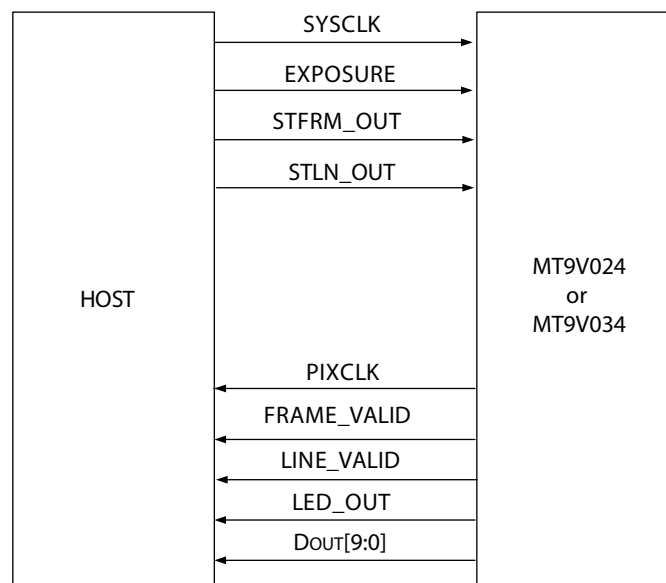 SYSCLK
EXPOSURE
STFRM_OUT
STLN_OUT
HOST
MT9V024
or
MT9V034
PIXCLK
FRAME_VALID
LINE_VALID
LED_OUT
DOUT[9:0]